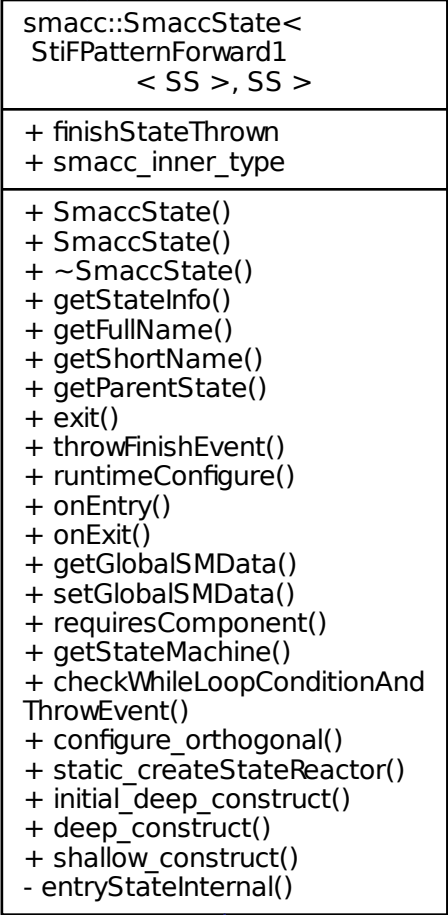 smacc::SmaccState<
StiFPatternForward1
< SS >, SS >
+ finishStateThrown
+ smacc_inner_type
+ SmaccState()
+ SmaccState()
+ ~SmaccState()
+ getStateInfo()
+ getFullName()
+ getShortName()
+ getParentState()
+ exit()
+ throwFinishEvent()
+ runtimeConfigure()
+ onEntry()
+ onExit()
+ getGlobalSMData()
+ setGlobalSMData()
+ requiresComponent()
+ getStateMachine()
+ checkWhileLoopConditionAnd
ThrowEvent()
+ configure_orthogonal()
+ static_createStateReactor()
+ initial_deep_construct()
+ deep_construct()
+ shallow_construct()
- entryStateInternal()